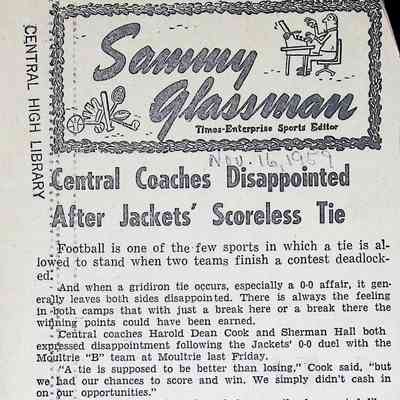 CENTRAL HIGH LIBRARY
Sammy
Glassman
Times-Enterprise Sports Editor
Nov. 16, 1959
Central Coaches Disappointed
After Jackets' Scoreless Tie
Football is one of the few sports in which a tie is al-
lowed to stand when two teams finish a contest deadlock-
ed.
And when a gridiron tie occurs, especially a 0-0 affair, it gen-
erally leaves both sides disappointed. There is always the feeling
in both camps that with just a break here or a break there the
winning points could have been earned.
Central coaches Harold Dean Cook and Sherman Hall both
expressed disappointment following the Jackets' 0-0 duel with the
Moultrie "B" team at Moultrie last Friday.
"A tie is supposed to be better than losing," Cook said, "but
we had our chances to score and win. We simply didn't cash in
on our opportunities."